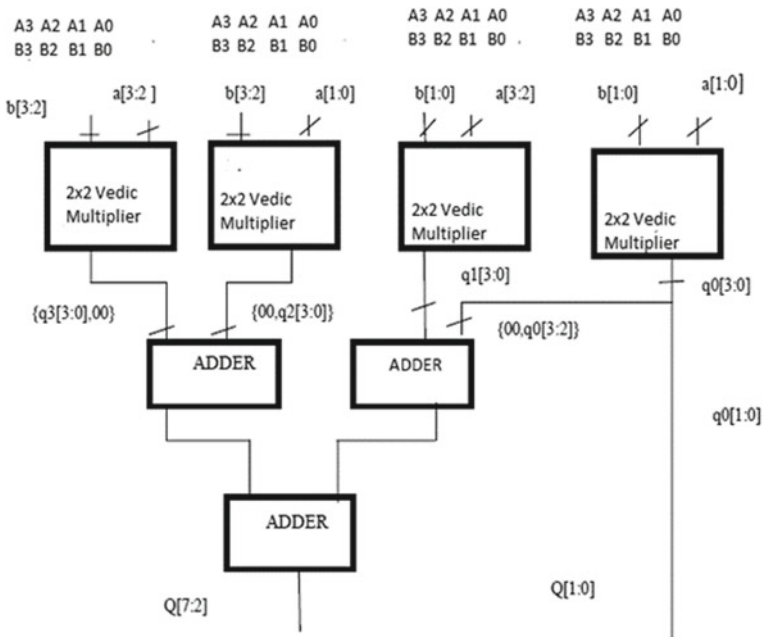 A3 A2 A1 A0
B3 B2 B1 B0
A3 A2 A1 A0
B3 B2 B1 B0
A3 A2 A1 A0
B3 B2 B1 B0
A3 A2 A1 A0
B3 B2 B1 B0
b[3:2]
a[3:2 ]
b[3:2]
a[1:0]
b[1:0]
a[3:2]
b[1:0]
a[1:0]
2x2 Vedic
Multiplier
2x2 Vedic
Multiplier
2x2 Vedic
Multiplier
2x2 Vedic
Multiplier
q1[3:0]
q0[3:0]
{q3[3:0],00}
{00,q2[3:0]}
{00,q0[3:2]}
ADDER
ADDER
q0[1:0]
ADDER
Q[7:2]
Q[1:0]